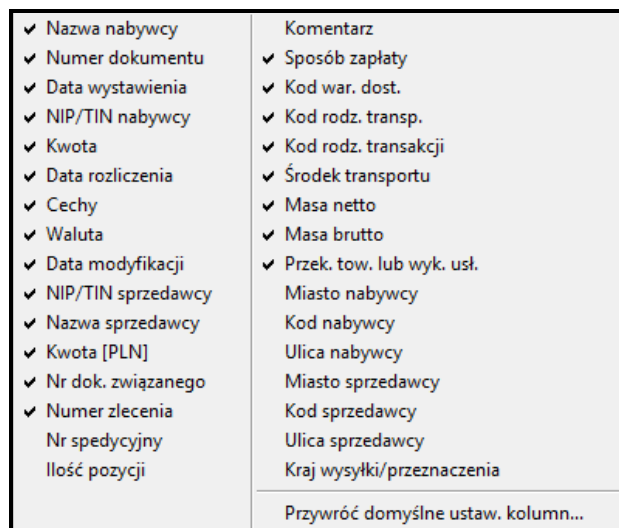 Nazwa nabywcy
Numer dokumentu
Data wystawienia
NIP/TIN nabywcy
Kwota
Data rozliczenia
Cechy
Waluta
Data modyfikacji
NIP/TIN sprzedawcy
Nazwa sprzedawcy
Kwota [PLN]
Nr dok. związanego
Numer zlecenia
Nr spedycyjny
Ilość pozycji
Komentarz
Sposób zapłaty
Kod war. dost.
Kod rodz. transp.
Kod rodz. transakcji
Środek transportu
Masa netto
Masa brutto
Przek. tow. lub wyk. usł.
Miasto nabywcy
Kod nabywcy
Ulica nabywcy
Miasto sprzedawcy
Kod sprzedawcy
Ulica sprzedawcy
Kraj wysyłki/przeznaczenia
Przywróć domyślne ustaw. kolumn...